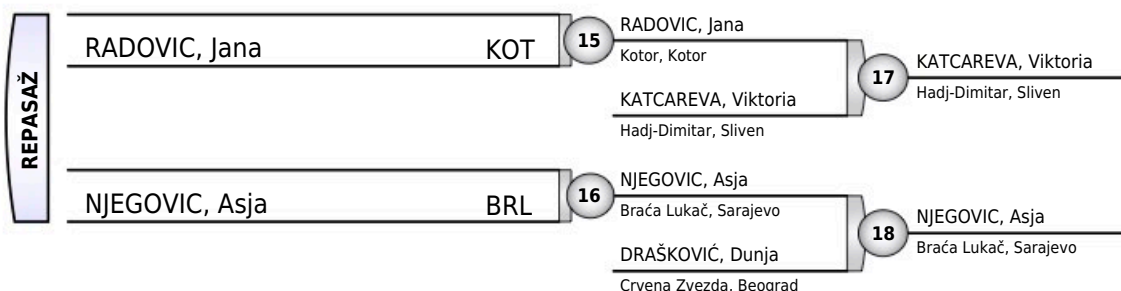 REPASAŽ
RADOVIC, Jana KOT
15
RADOVIC, Jana
Kotor, Kotor
KATCAREVA, Viktoria
Hadj-Dimitar, Sliven
17
KATCAREVA, Viktoria
Hadj-Dimitar, Sliven
NJEGOVIC, Asja BRL
16
NJEGOVIC, Asja
Braća Lukač, Sarajevo
DRAŠKOVIĆ, Dunja
Crvena Zvezda, Beograd
18
NJEGOVIC, Asja
Braća Lukač, Sarajevo